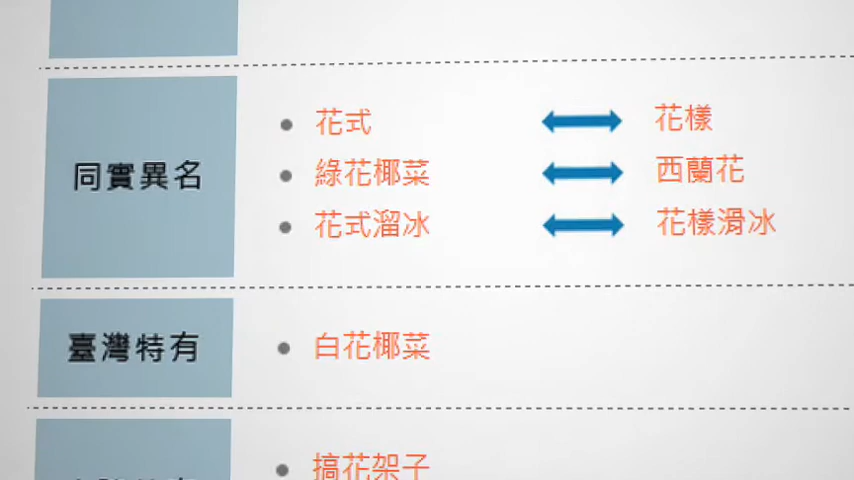 同實異名
花式 花樣
綠花椰菜 西蘭花
花式溜冰 花樣滑冰
臺灣特有
白花椰菜
搞花架子